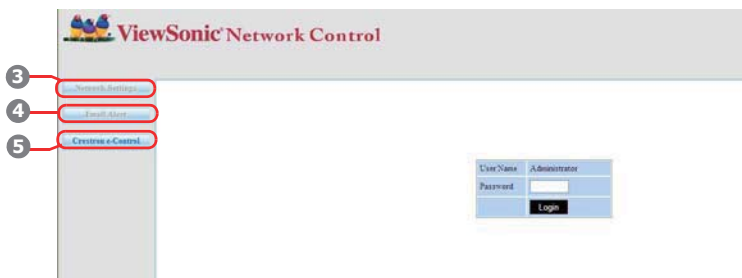 ViewSonic® Network Control
3
Network Settings
4
Email Alert
5
Crestron e-Control
User Name Administrator
Password
Login